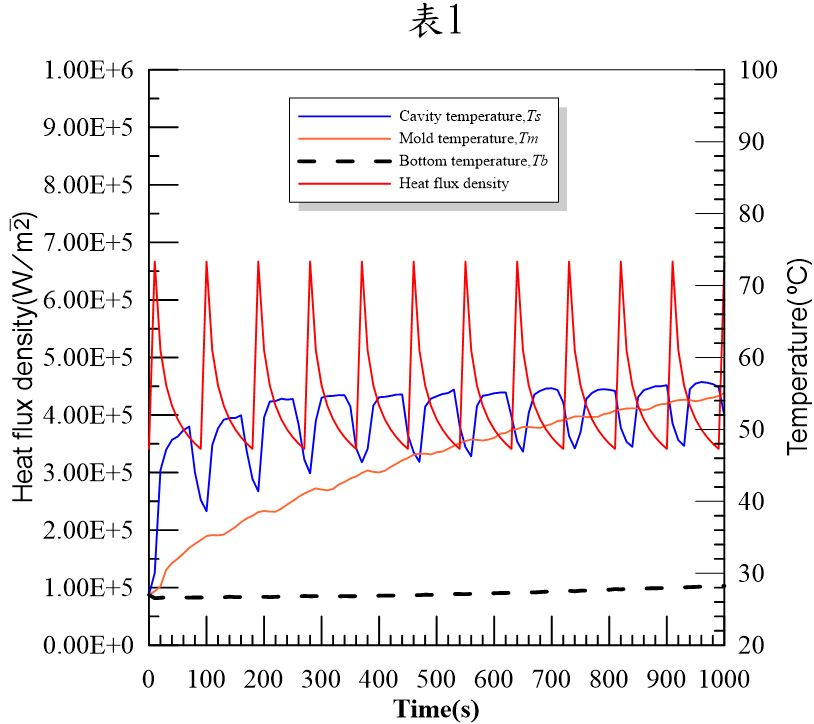 表1
1.00E+6
9.00E+5
8.00E+5
7.00E+5
6.00E+5
5.00E+5
4.00E+5
3.00E+5
2.00E+5
1.00E+5
0.00E+0
Heat flux density(W/m2)
Cavity temperature,Ts
Mold temperature,Tm
Bottom temperature,Tb
Heat flux density
100
90
80
70
60
50
40
30
20
Temperature(ºC)
0 100 200 300 400 500 600 700 800 900 1000
Time(s)